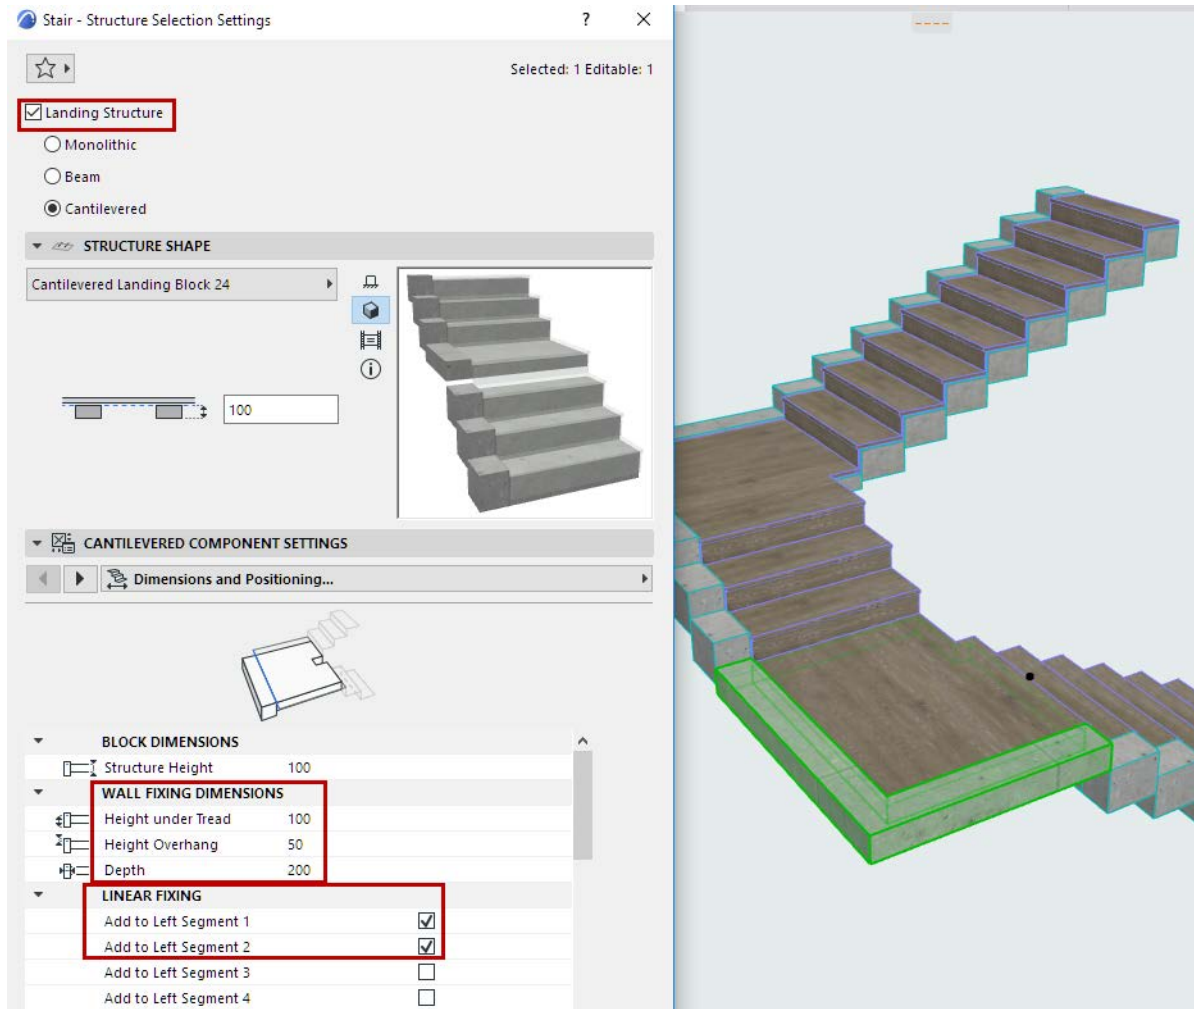 Stair - Structure Selection Settings ?
Selected: 1 Editable: 1
Landing Structure
Monolithic
Beam
Cantilevered
STRUCTURE SHAPE
Cantilevered Landing Block 24
100
CANTILEVERED COMPONENT SETTINGS
Dimensions and Positioning...
BLOCK DIMENSIONS
Structure Height 100
WALL FIXING DIMENSIONS
Height under Tread 100
Height Overhang 50
Depth 200
LINEAR FIXING
Add to Left Segment 1
Add to Left Segment 2
Add to Left Segment 3
Add to Left Segment 4